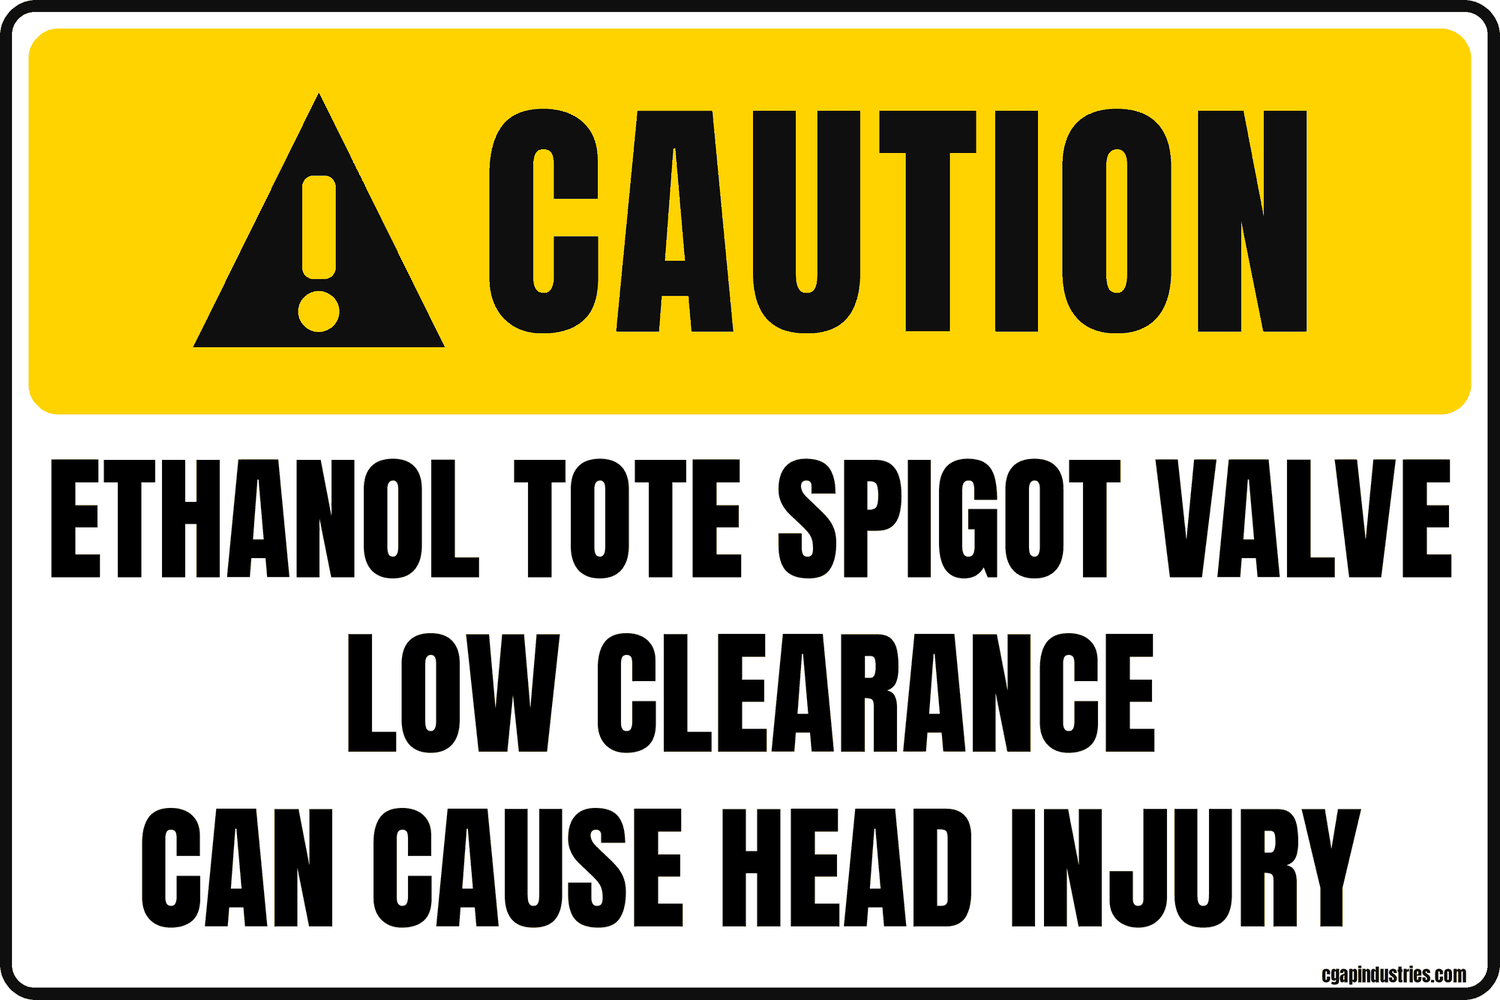 CAUTION
ETHANOL TOTE SPIGOT VALVE
LOW CLEARANCE
CAN CAUSE HEAD INJURY
cgapindustries.com